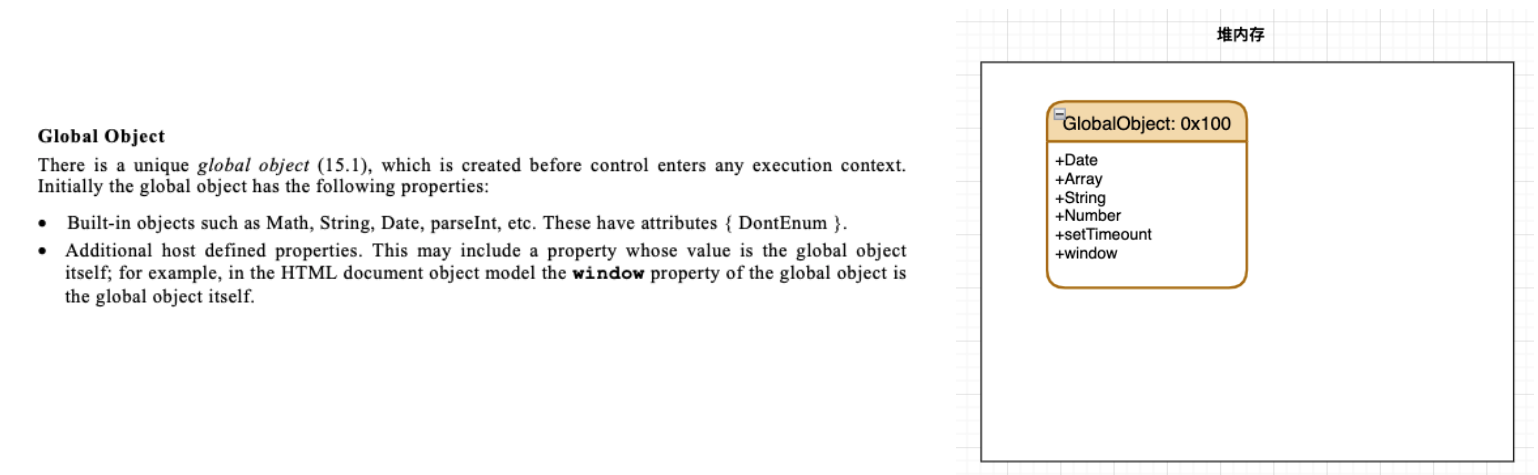 Global Object
There is a unique global object (15.1), which is created before control enters any execution context.
Initially the global object has the following properties:
• Built-in objects such as Math, String, Date, parseInt, etc. These have attributes { DontEnum }.
• Additional host defined properties. This may include a property whose value is the global object
itself; for example, in the HTML document object model the window property of the global object is
the global object itself.
堆内存
GlobalObject: 0x100
+Date
+Array
+String
+Number
+setTimeount
+window